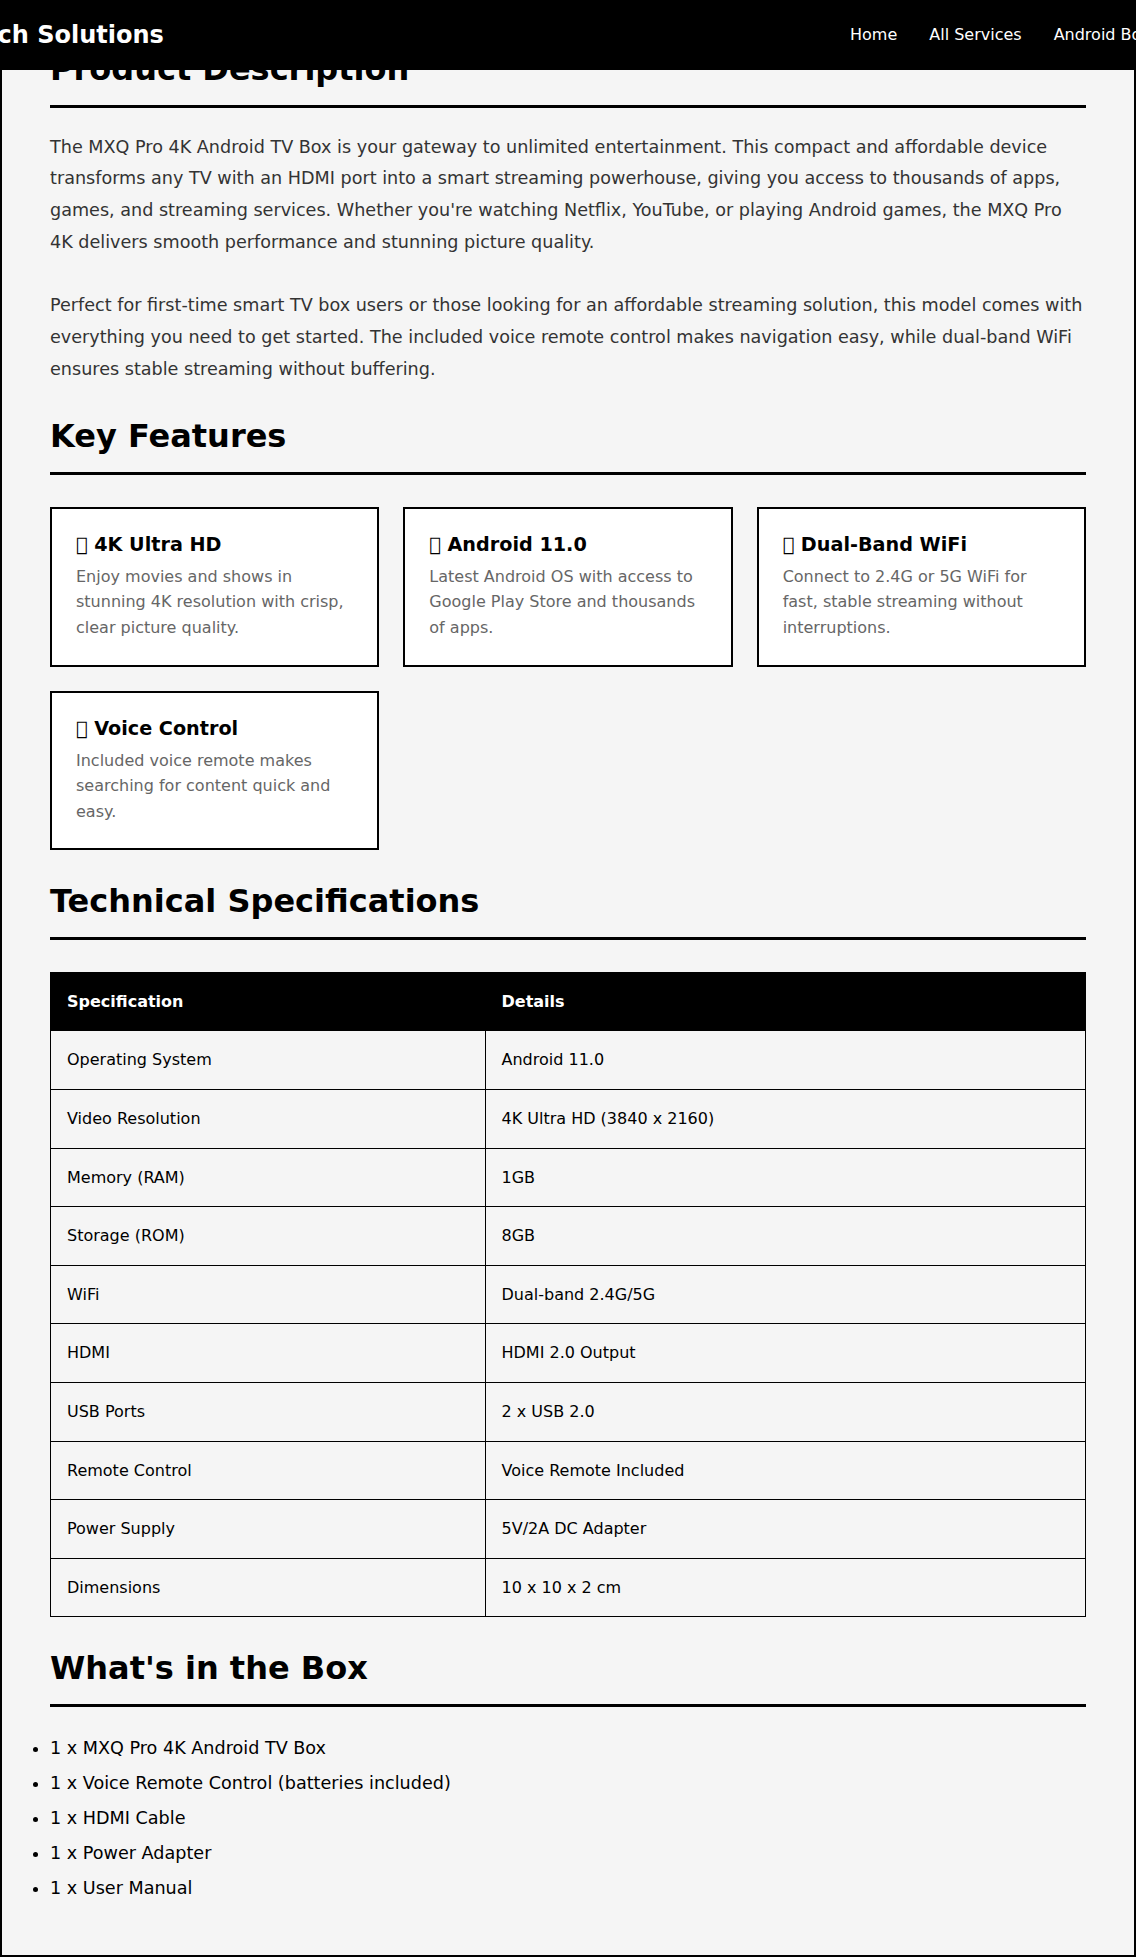 ch Solutions
Home
All Services
Android Bo
Product Description
The MXQ Pro 4K Android TV Box is your gateway to unlimited entertainment. This compact and affordable device
transforms any TV with an HDMI port into a smart streaming powerhouse, giving you access to thousands of apps,
games, and streaming services. Whether you're watching Netflix, YouTube, or playing Android games, the MXQ Pro
4K delivers smooth performance and stunning picture quality.
Perfect for first-time smart TV box users or those looking for an affordable streaming solution, this model comes with
everything you need to get started. The included voice remote control makes navigation easy, while dual-band WiFi
ensures stable streaming without buffering.
Key Features
4K Ultra HD
Enjoy movies and shows in
stunning 4K resolution with crisp,
clear picture quality.
Android 11.0
Latest Android OS with access to
Google Play Store and thousands
of apps.
Dual-Band WiFi
Connect to 2.4G or 5G WiFi for
fast, stable streaming without
interruptions.
Voice Control
Included voice remote makes
searching for content quick and
easy.
Technical Specifications
Specification
Details
Operating System
Android 11.0
Video Resolution
4K Ultra HD (3840 x 2160)
Memory (RAM)
1GB
Storage (ROM)
8GB
WiFi
Dual-band 2.4G/5G
HDMI
HDMI 2.0 Output
USB Ports
2 x USB 2.0
Remote Control
Voice Remote Included
Power Supply
5V/2A DC Adapter
Dimensions
10 x 10 x 2 cm
What's in the Box
• 1 x MXQ Pro 4K Android TV Box
• 1 x Voice Remote Control (batteries included)
• 1 x HDMI Cable
• 1 x Power Adapter
• 1 x User Manual